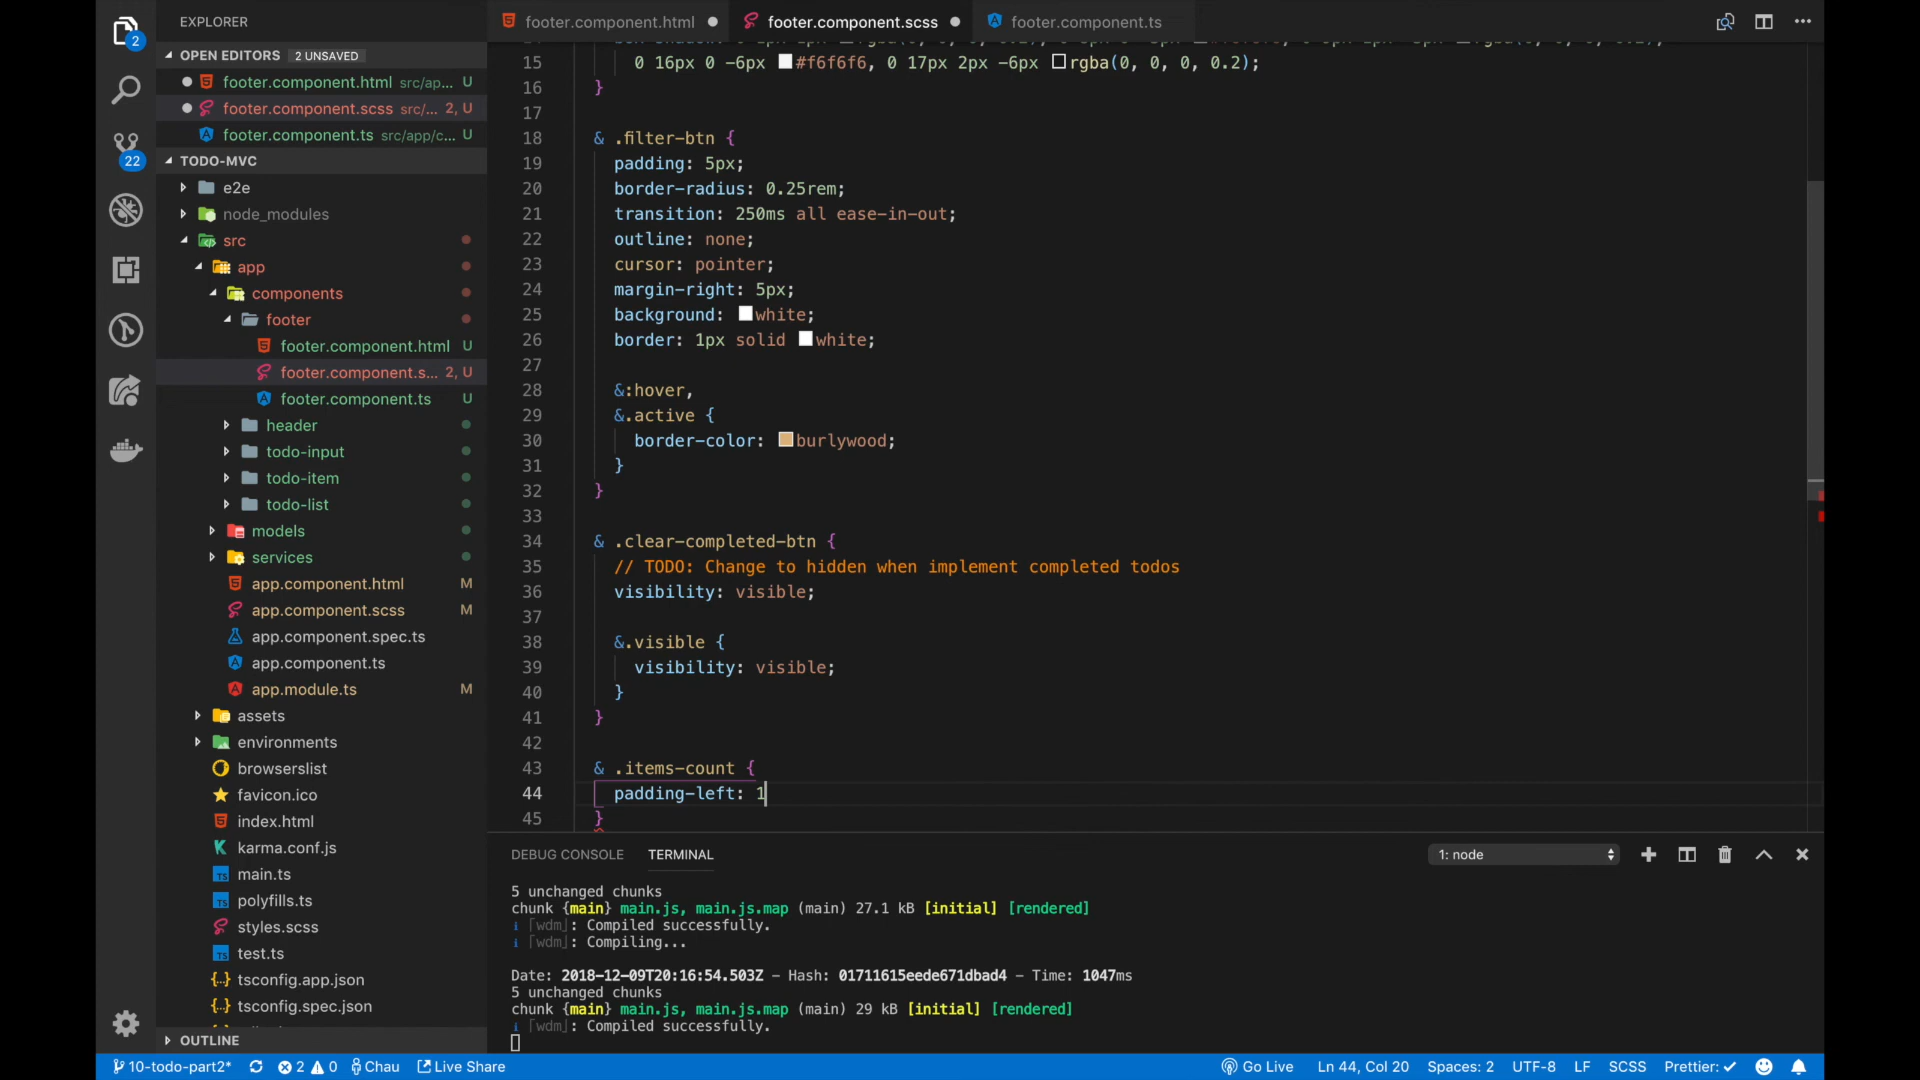 EXPLORER
OPEN EDITORS 2 UNSAVED
footer.component.html src/ap... U
footer.component.scss src/... 2, U
footer.component.ts src/app/c... U
TODO-MVC
e2e
node_modules
src
app
components
footer
footer.component.html U
footer.component.s... 2, U
footer.component.ts U
header
todo-input
todo-item
todo-list
models
services
app.component.html M
app.component.scss M
app.component.spec.ts
app.component.ts
app.module.ts M
assets
environments
browserslist
favicon.ico
index.html
karma.conf.js
main.ts
polyfills.ts
styles.scss
test.ts
tsconfig.app.json
tsconfig.spec.json
OUTLINE
2
22
footer.component.html footer.component.scss footer.component.ts
15 0 16px 0 -6px #f6f6f6, 0 17px 2px -6px rgba(0, 0, 0, 0.2);
16 }
17
18 & .filter-btn {
19 padding: 5px;
20 border-radius: 0.25rem;
21 transition: 250ms all ease-in-out;
22 outline: none;
23 cursor: pointer;
24 margin-right: 5px;
25 background: white;
26 border: 1px solid white;
27
28 &:hover,
29 &.active {
30 border-color: burlywood;
31 }
32 }
33
34 & .clear-completed-btn {
35 // TODO: Change to hidden when implement completed todos
36 visibility: visible;
37
38 &.visible {
39 visibility: visible;
40 }
41 }
42
43 & .items-count {
44 padding-left: 1
45 }
DEBUG CONSOLE TERMINAL 1: node
5 unchanged chunks
chunk {main} main.js, main.js.map (main) 27.1 kB [initial] [rendered]
i ｢wdm｣: Compiled successfully.
i ｢wdm｣: Compiling...
Date: 2018-12-09T20:16:54.503Z - Hash: 01711615eede671dbad4 - Time: 1047ms
5 unchanged chunks
chunk {main} main.js, main.js.map (main) 29 kB [initial] [rendered]
i ｢wdm｣: Compiled successfully.
10-todo-part2* 2 0 Chau Live Share Go Live Ln 44, Col 20 Spaces: 2 UTF-8 LF SCSS Prettier: ✓